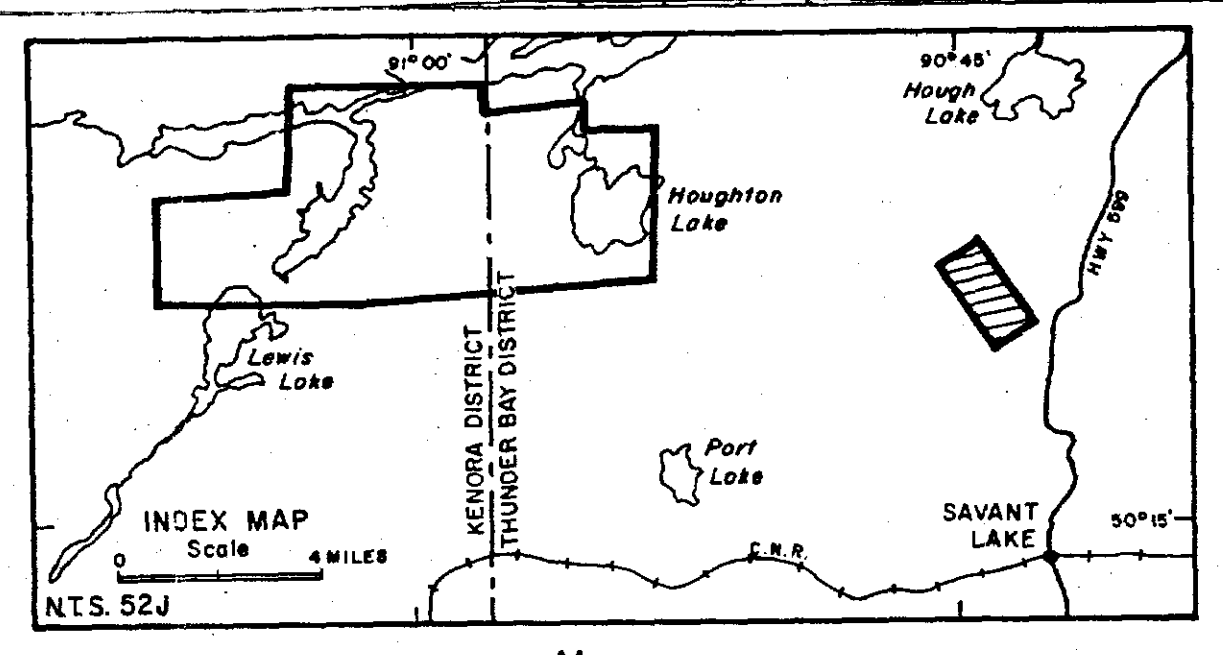 91° 00'
90° 45'
Hough
Lake
Houghton
Lake
HWY 599
Lewis
Lake
KENORA DISTRICT
THUNDER BAY DISTRICT
Port
Lake
INDEX MAP
Scale
0 4 MILES
SAVANT
LAKE
50° 15'
C.N.R.
N.T.S. 52J